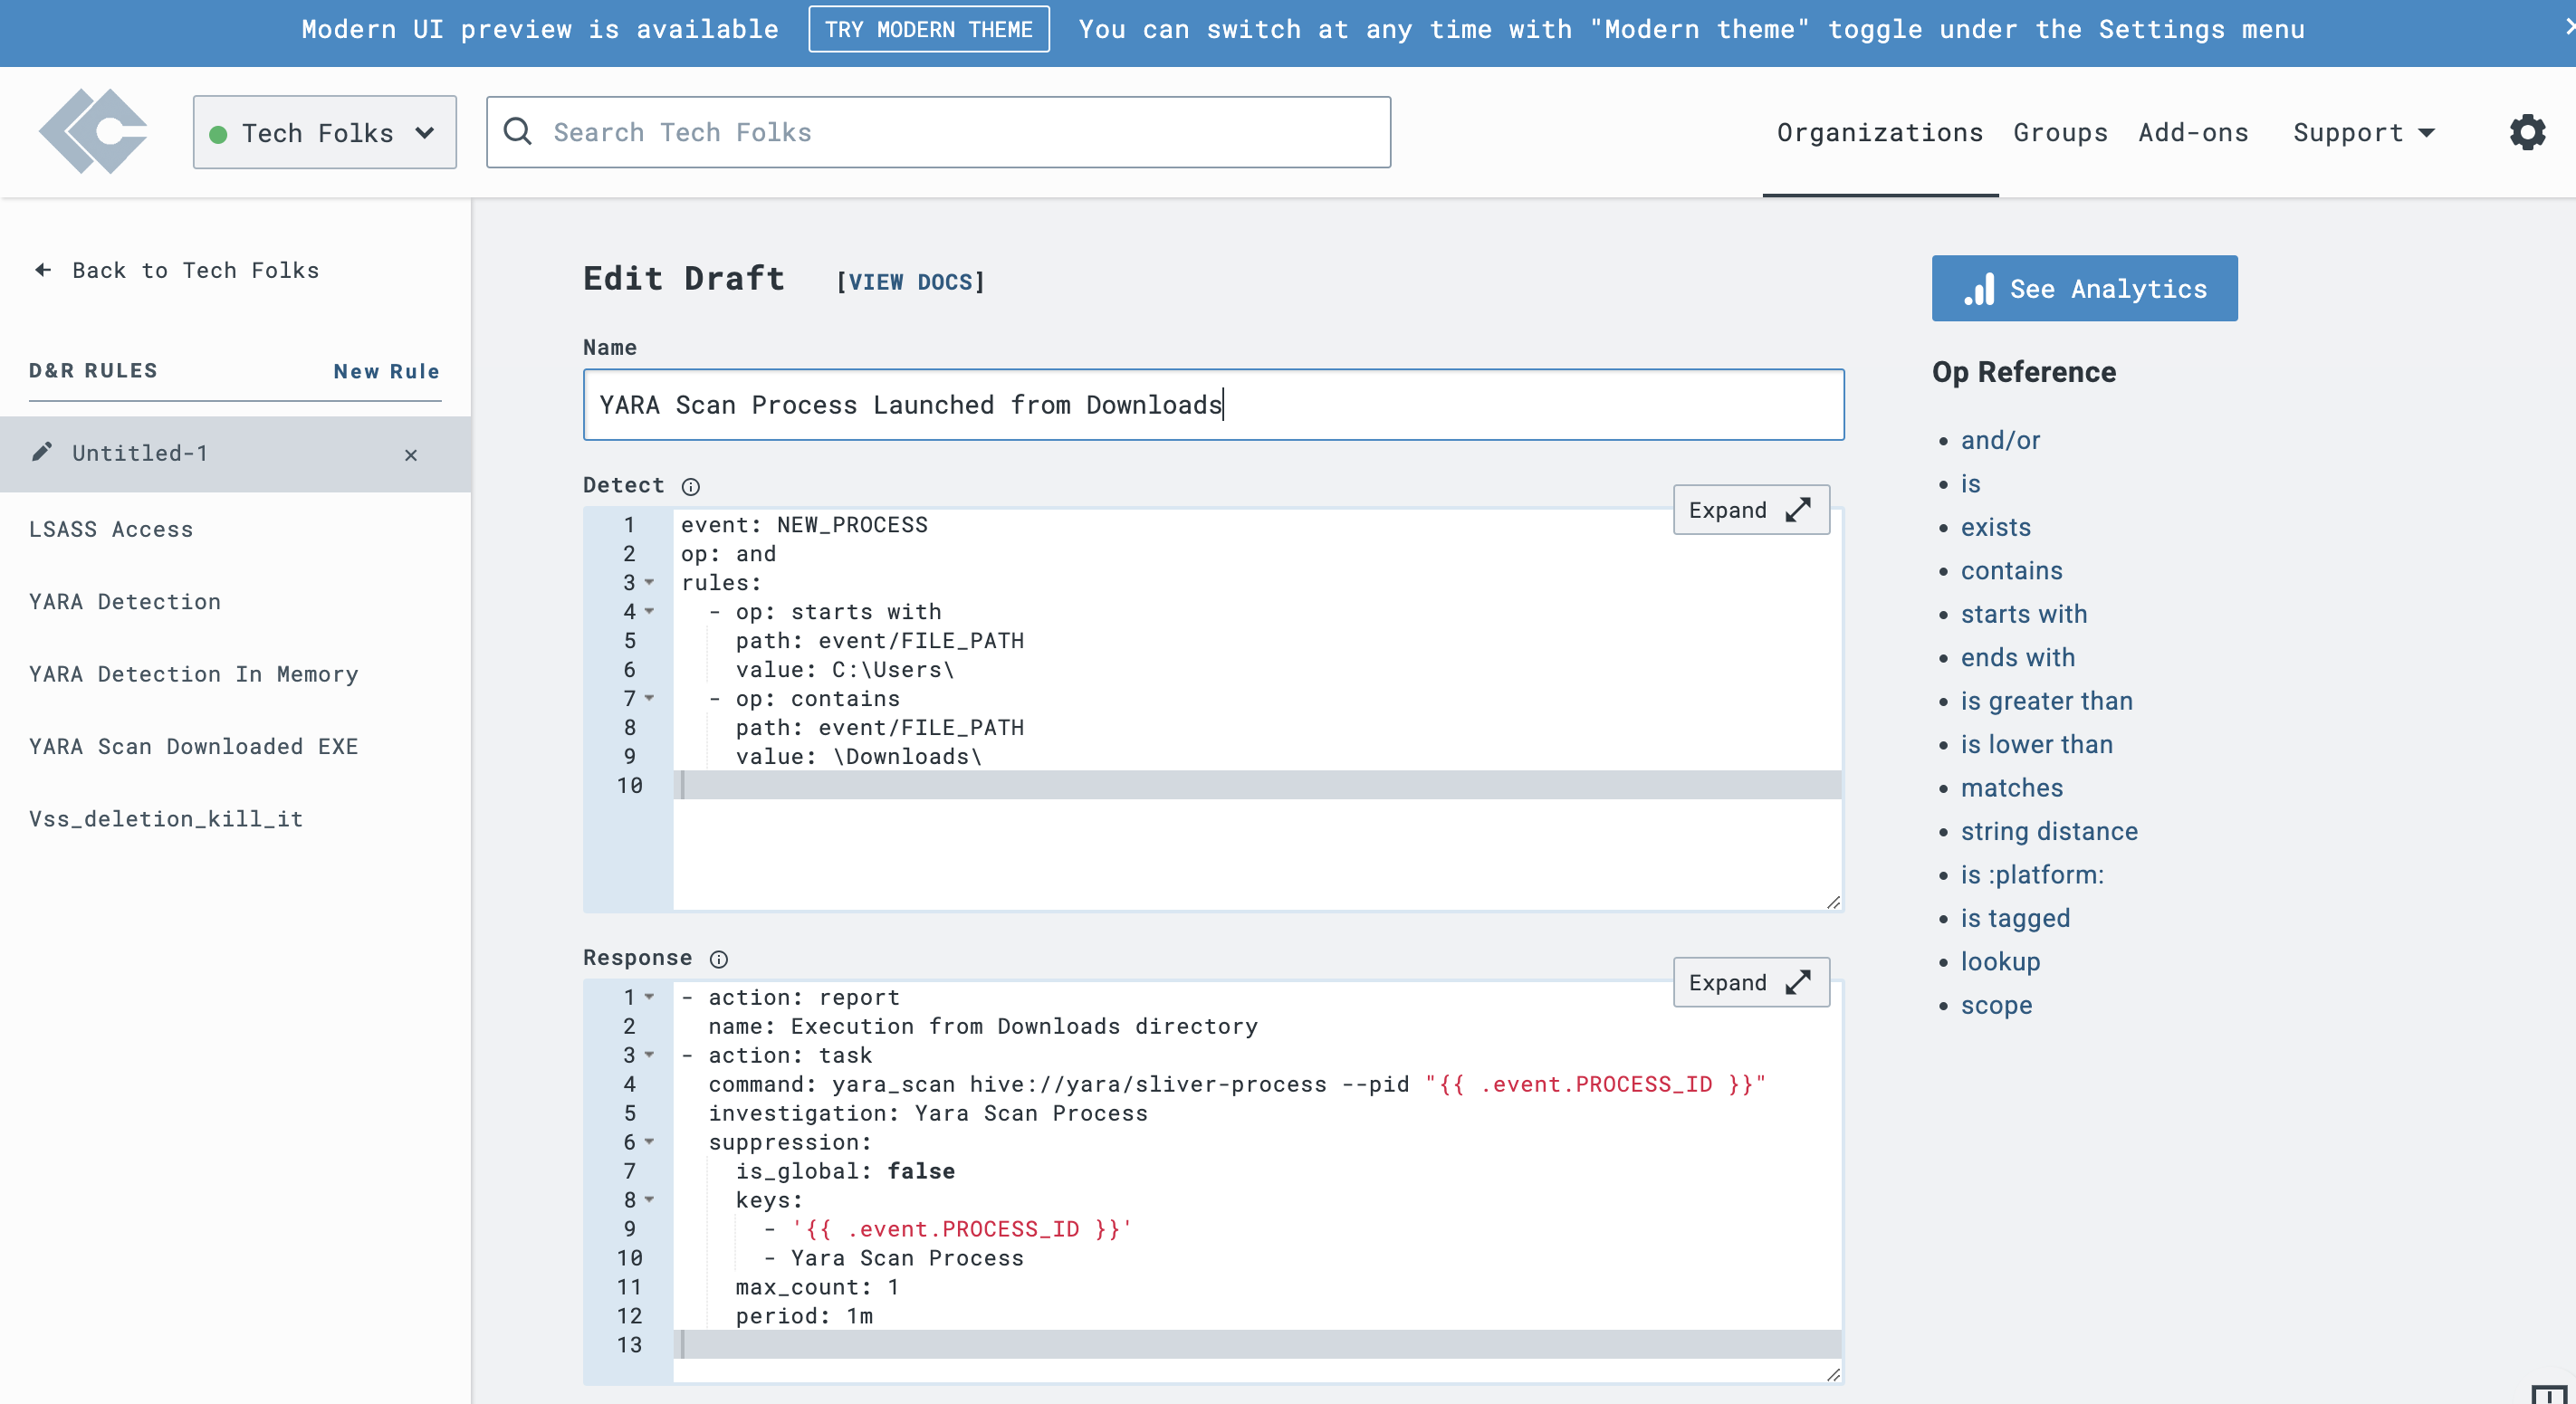 Modern UI preview is available TRY MODERN THEME You can switch at any time with "Modern theme" toggle under the Settings menu
Tech Folks
Search Tech Folks
Organizations Groups Add-ons Support
Back to Tech Folks
D&R RULES New Rule
Untitled-1
LSASS Access
YARA Detection
YARA Detection In Memory
YARA Scan Downloaded EXE
Vss_deletion_kill_it
Edit Draft [VIEW DOCS]
Name
YARA Scan Process Launched from Downloads
Detect
Expand
1 event: NEW_PROCESS
2 op: and
3 rules:
4   - op: starts with
5     path: event/FILE_PATH
6     value: C:\Users\
7   - op: contains
8     path: event/FILE_PATH
9     value: \Downloads\
10
Response
Expand
1 - action: report
2   name: Execution from Downloads directory
3 - action: task
4   command: yara_scan hive://yara/sliver-process --pid "{{ .event.PROCESS_ID }}"
5   investigation: Yara Scan Process
6   suppression:
7     is_global: false
8     keys:
9       - '{{ .event.PROCESS_ID }}'
10       - Yara Scan Process
11     max_count: 1
12     period: 1m
13
See Analytics
Op Reference
• and/or
• is
• exists
• contains
• starts with
• ends with
• is greater than
• is lower than
• matches
• string distance
• is :platform:
• is tagged
• lookup
• scope